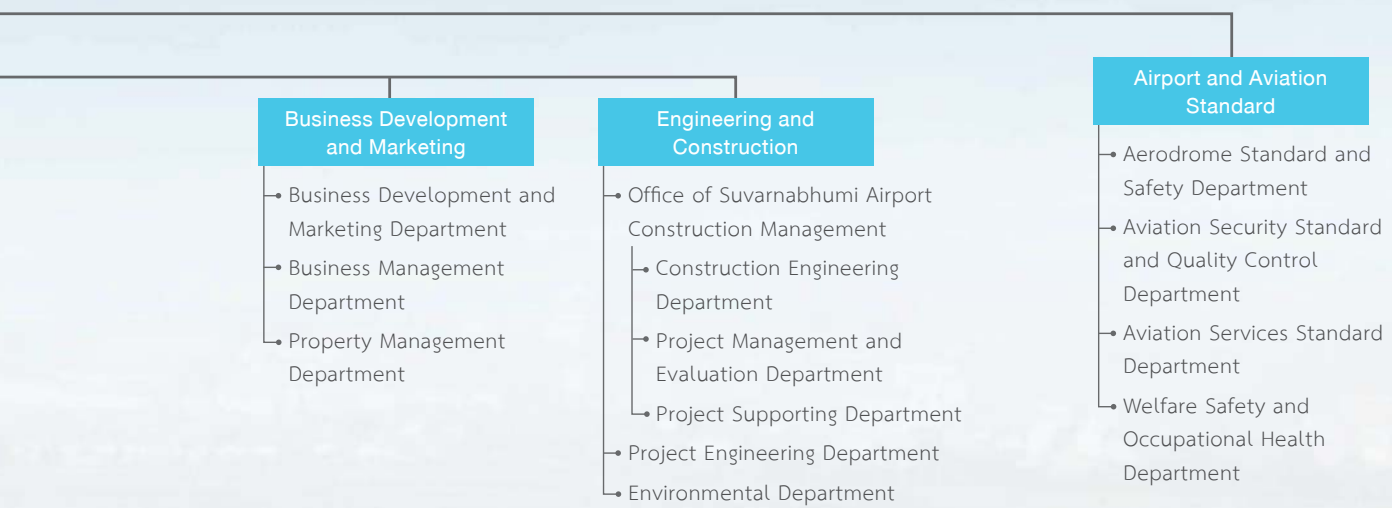 Business Development
and Marketing
Business Development and
Marketing Department
Business Management
Department
Property Management
Department
Engineering and
Construction
Office of Suvarnabhumi Airport
Construction Management
Construction Engineering
Department
Project Management and
Evaluation Department
Project Supporting Department
Project Engineering Department
Environmental Department
Airport and Aviation
Standard
Aerodrome Standard and
Safety Department
Aviation Security Standard
and Quality Control
Department
Aviation Services Standard
Department
Welfare Safety and
Occupational Health
Department